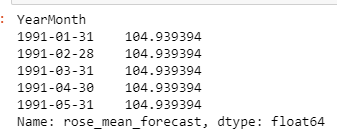 : YearMonth
1991-01-31    104.939394
1991-02-28    104.939394
1991-03-31    104.939394
1991-04-30    104.939394
1991-05-31    104.939394
Name: rose_mean_forecast, dtype: float64